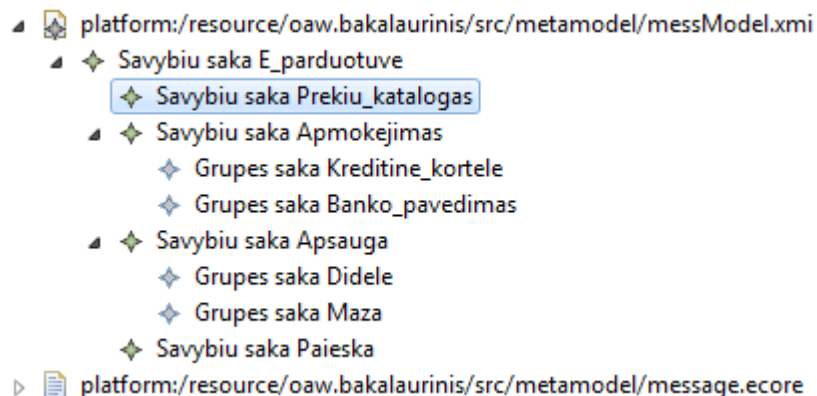 platform:/resource/oaw.bakalaurinis/src/metamodel/messModel.xmi
Savybiu saka E_parduotuve
Savybiu saka Prekiu_katalogas
Savybiu saka Apmokejimas
Grupes saka Kreditine_kortele
Grupes saka Banko_pavedimas
Savybiu saka Apsauga
Grupes saka Didele
Grupes saka Maza
Savybiu saka Paieska
platform:/resource/oaw.bakalaurinis/src/metamodel/message.ecore